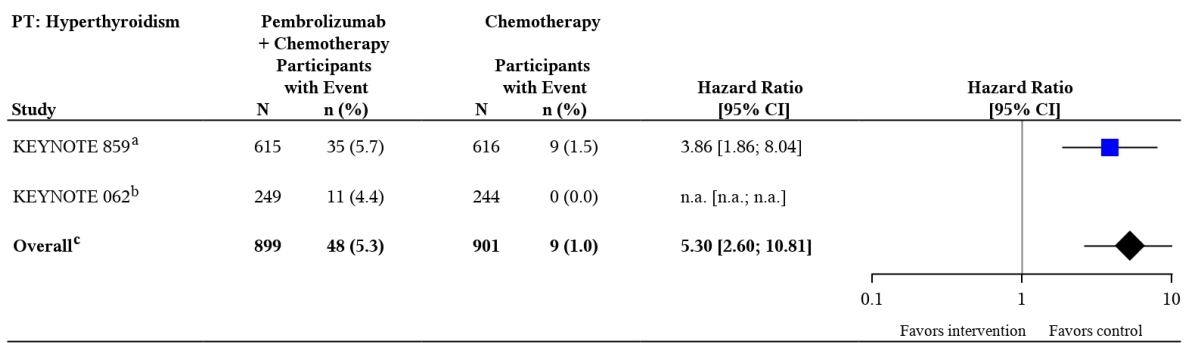 PT: Hyperthyroidism Pembrolizumab Chemotherapy
+ Chemotherapy
Participants Participants
with Event with Event Hazard Ratio Hazard Ratio
Study N n (%) N n (%) [95% CI] [95% CI]
KEYNOTE 859a 615 35 (5.7) 616 9 (1.5) 3.86 [1.86; 8.04]
KEYNOTE 062b 249 11 (4.4) 244 0 (0.0) n.a. [n.a.; n.a.]
Overallc 899 48 (5.3) 901 9 (1.0) 5.30 [2.60; 10.81]
0.1 1 10
Favors intervention Favors control